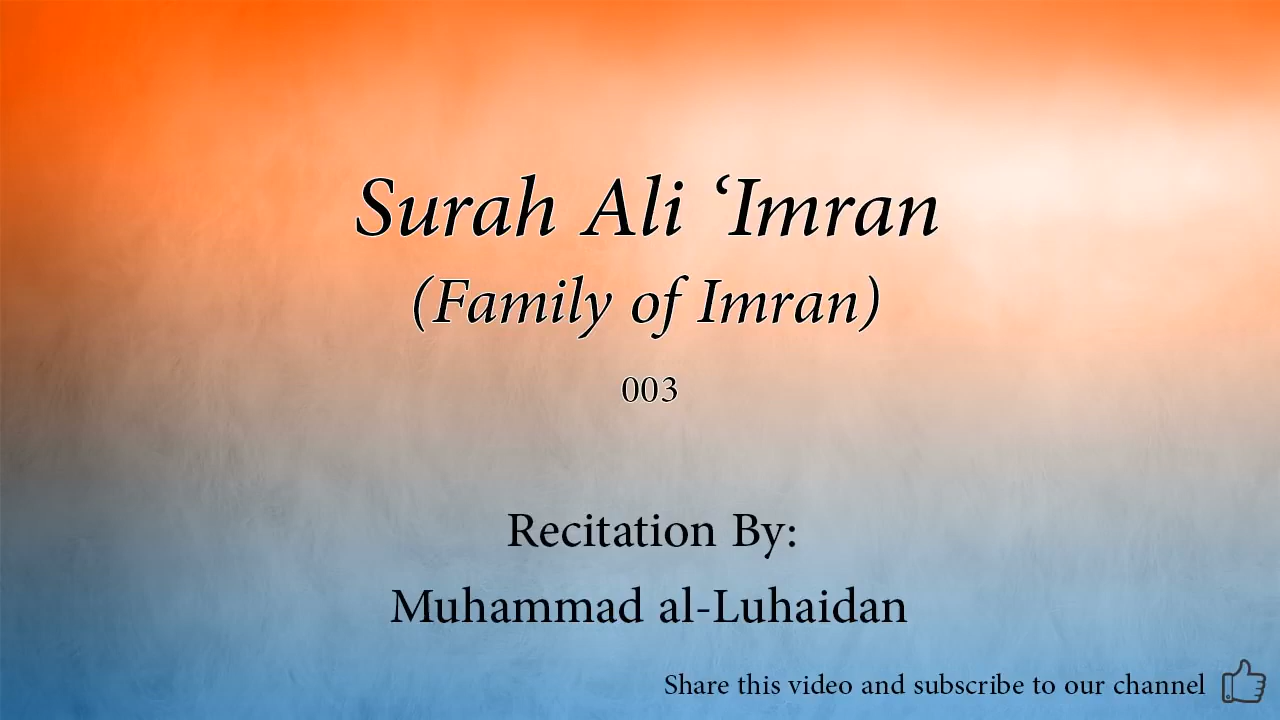 Surah Ali ‘Imran
(Family of Imran)
003
Recitation By:
Muhammad al-Luhaidan
Share this video and subscribe to our channel